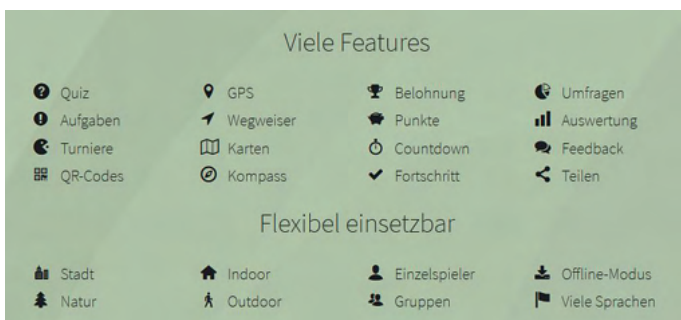 Viele Features
Quiz GPS Belohnung Umfragen
Aufgaben Wegweiser Punkte Auswertung
Turniere Karten Countdown Feedback
QR-Codes Kompass Fortschritt Teilen
Flexibel einsetzbar
Stadt Indoor Einzelspieler Offline-Modus
Natur Outdoor Gruppen Viele Sprachen